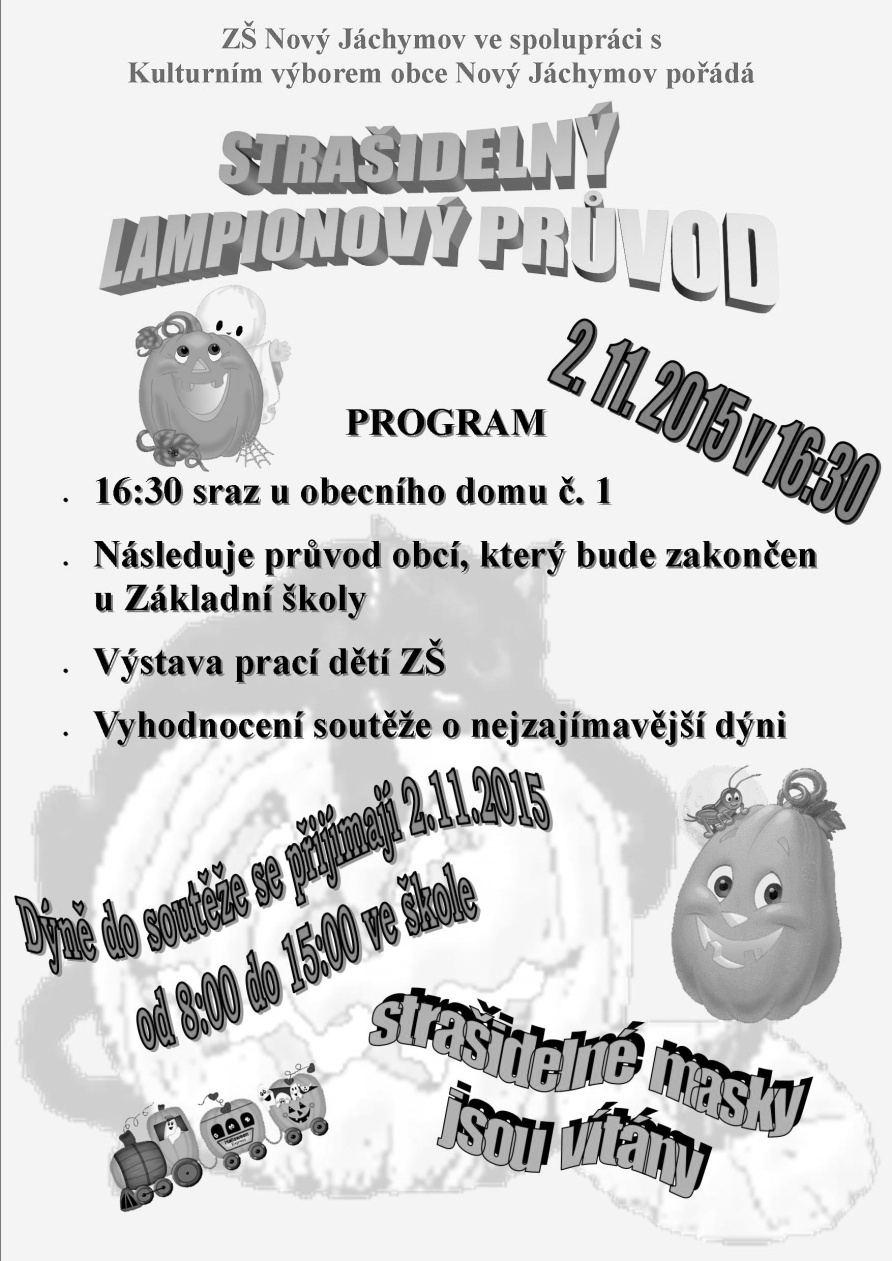 ZŠ Nový Jáchymov ve spolupráci s
Kulturním výborem obce Nový Jáchymov pořádá
STRAŠIDELNÝ
LAMPIONOVÝ PRŮVOD
2. 11. 2015 v 16:30
PROGRAM
• 16:30 sraz u obecního domu č. 1
• Následuje průvod obcí, který bude zakončen
u Základní školy
• Výstava prací dětí ZŠ
• Vyhodnocení soutěže o nejzajímavější dýni
Dýně do soutěže se přijímají 2.11.2015
od 8:00 do 15:00 ve škole
strašidelné masky
jsou vítány
Halloween